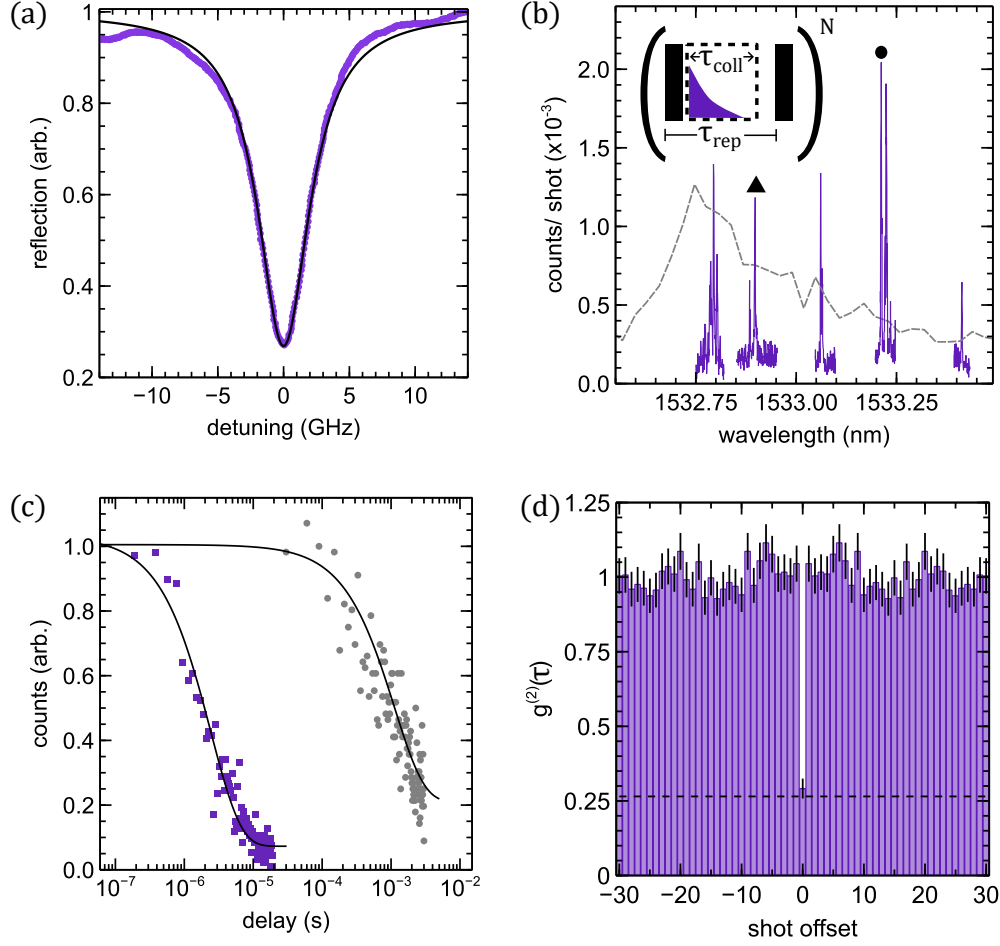 (a)
1.0
0.8
0.6
0.4
0.2
−10
−5
0
5
10
reflection (arb.)
detuning (GHz)
(b)
N
τcoll
τrep
2.0
1.5
1.0
0.5
0.0
1532.75
1533.00
1533.25
counts/ shot (x10⁻³)
wavelength (nm)
(c)
1.0
0.8
0.6
0.4
0.2
0.0
10⁻⁷
10⁻⁶
10⁻⁵
10⁻⁴
10⁻³
10⁻²
counts (arb.)
delay (s)
(d)
1.25
1
0.75
0.5
0.25
0
−30
−20
−10
0
10
20
30
g⁽²⁾(τ)
shot offset